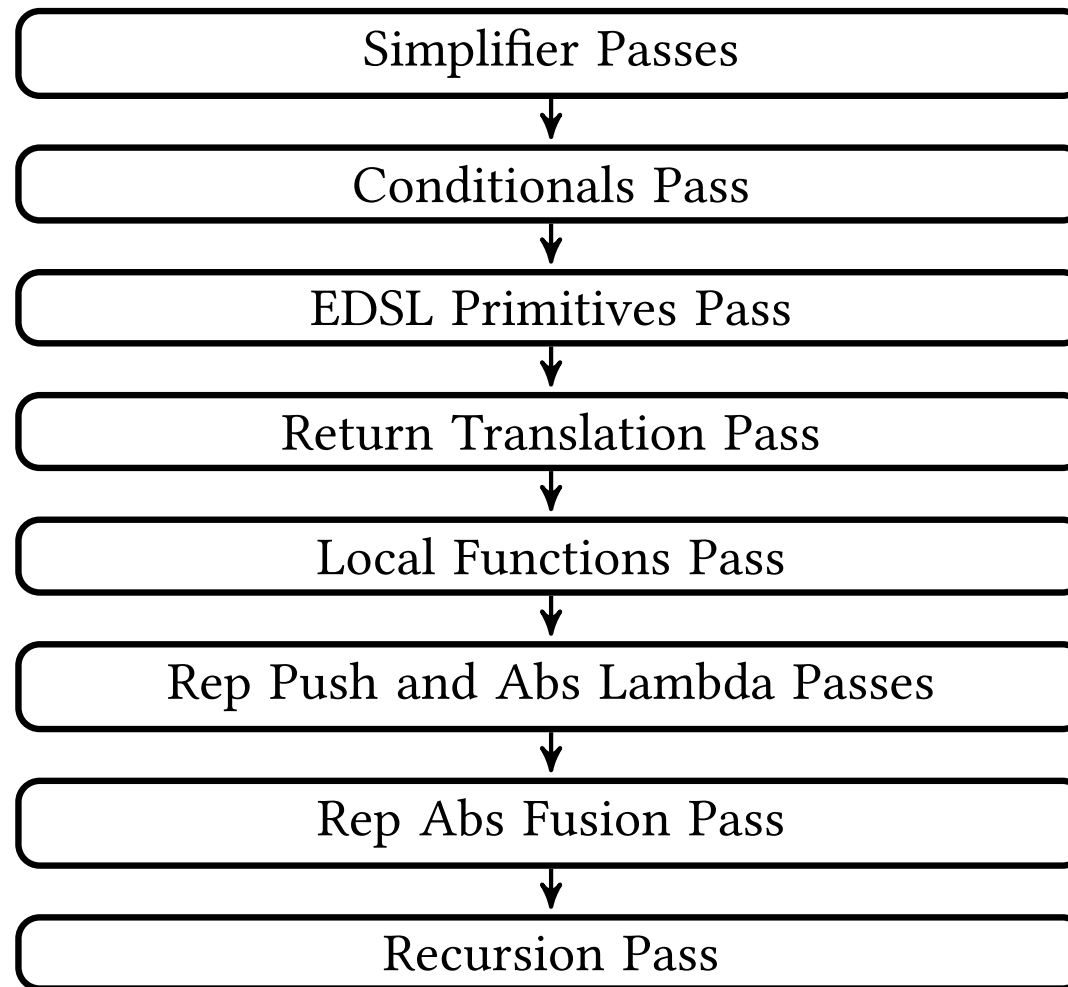 Simplifier Passes
Conditionals Pass
EDSL Primitives Pass
Return Translation Pass
Local Functions Pass
Rep Push and Abs Lambda Passes
Rep Abs Fusion Pass
Recursion Pass